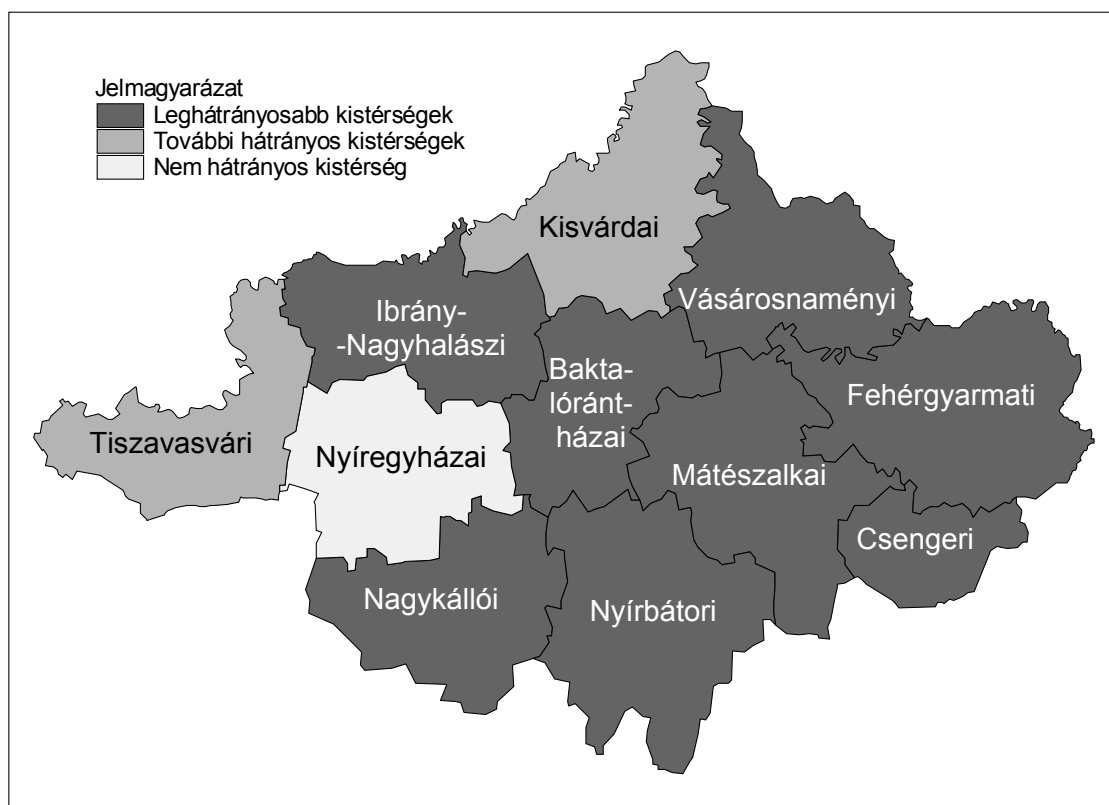 Jelmagyarázat
Leghátrányosabb kistérségek
További hátrányos kistérségek
Nem hátrányos kistérség
Kisvárdai
Vásárosnaményi
Ibrány-
-Nagyhalászi
Bakta-
lóránt-
házai
Fehérgyarmati
Tiszavasvári
Nyíregyházai
Mátészalkai
Csengeri
Nagykállói
Nyírbátori